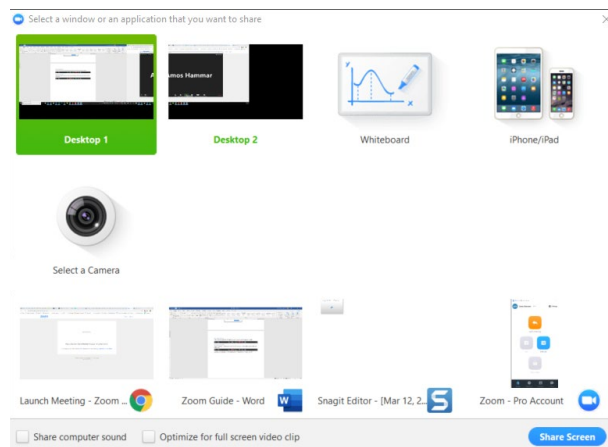 Select a window or an application that you want to share
Amos Hammar
Desktop 1
Desktop 2
Whiteboard
iPhone/iPad
Select a Camera
Launch Meeting - Zoom ...
Zoom Guide - Word
Snagit Editor - [Mar 12, 2...
Zoom - Pro Account
Share computer sound
Optimize for full screen video clip
Share Screen